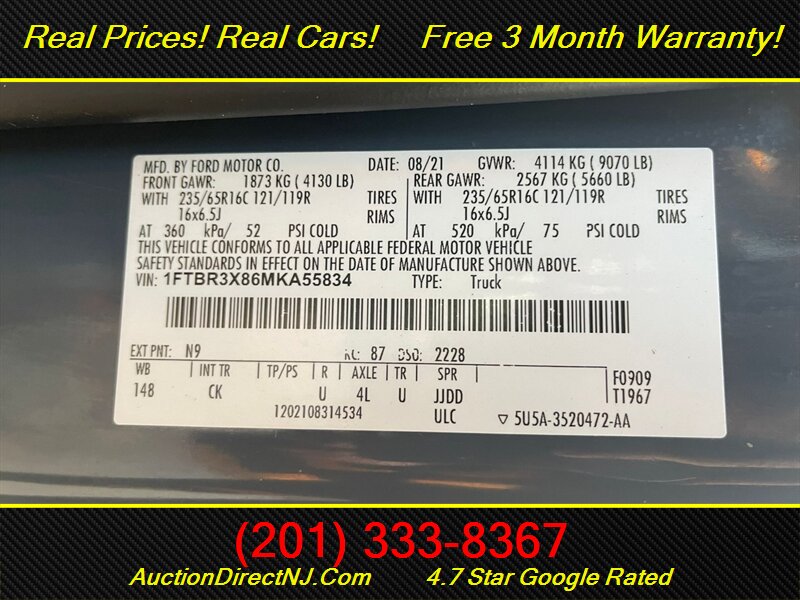 Real Prices! Real Cars! Free 3 Month Warranty!
MFD. BY FORD MOTOR CO. DATE: 08/21 GVWR: 4114 KG ( 9070 LB)
FRONT GAWR: 1873 KG ( 4130 LB) REAR GAWR: 2567 KG ( 5660 LB)
WITH 235/65R16C 121/119R TIRES WITH 235/65R16C 121/119R TIRES
16x6.5J RIMS 16x6.5J RIMS
AT 360 kPa/ 52 PSI COLD AT 520 kPa/ 75 PSI COLD
THIS VEHICLE CONFORMS TO ALL APPLICABLE FEDERAL MOTOR VEHICLE
SAFETY STANDARDS IN EFFECT ON THE DATE OF MANUFACTURE SHOWN ABOVE.
VIN: 1FTBR3X86MKA55834 TYPE: Truck
EXT PNT: N9 RC: 87 DSO: 2228
WB INT TR TP/PS R AXLE TR SPR F0909
148 CK U 4L U JJDD T1967
1202108314534 ULC ▽ 5U5A-3520472-AA
(201) 333-8367
AuctionDirectNJ.Com 4.7 Star Google Rated